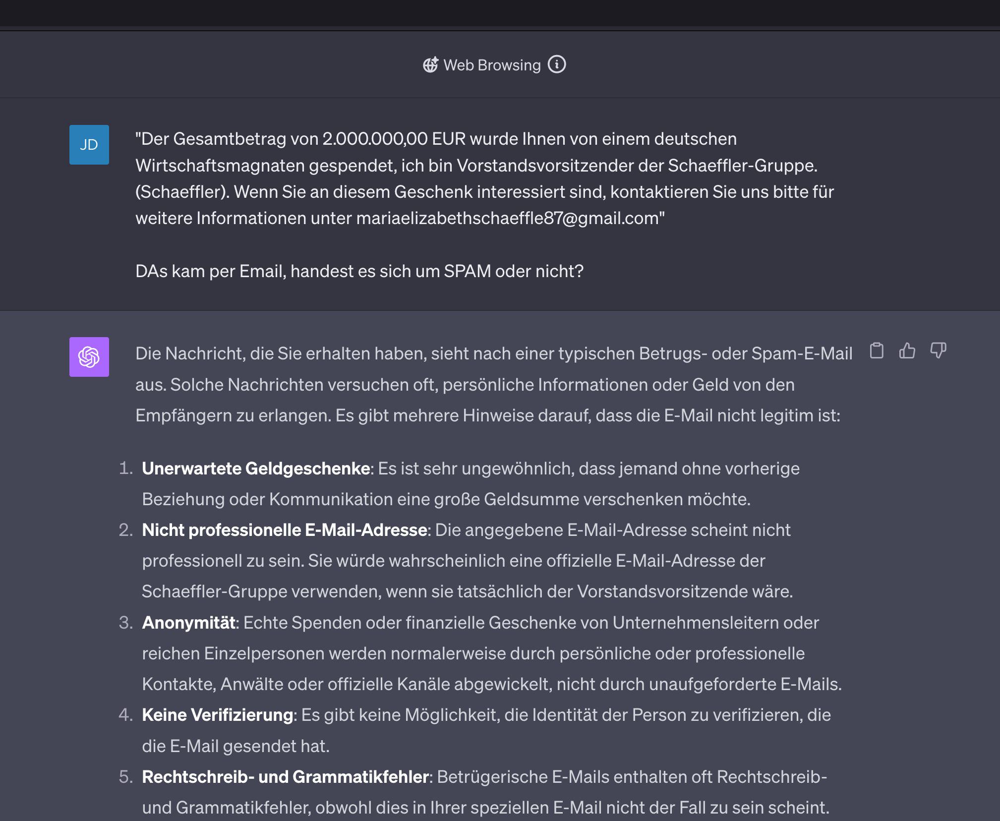 Web Browsing
JD
"Der Gesamtbetrag von 2.000.000,00 EUR wurde Ihnen von einem deutschen
Wirtschaftsmagnaten gespendet, ich bin Vorstandsvorsitzender der Schaeffler-Gruppe.
(Schaeffler). Wenn Sie an diesem Geschenk interessiert sind, kontaktieren Sie uns bitte für
weitere Informationen unter mariaelizabethschaeffle87@gmail.com"
DAs kam per Email, handest es sich um SPAM oder nicht?
Die Nachricht, die Sie erhalten haben, sieht nach einer typischen Betrugs- oder Spam-E-Mail
aus. Solche Nachrichten versuchen oft, persönliche Informationen oder Geld von den
Empfängern zu erlangen. Es gibt mehrere Hinweise darauf, dass die E-Mail nicht legitim ist:
1. Unerwartete Geldgeschenke: Es ist sehr ungewöhnlich, dass jemand ohne vorherige
Beziehung oder Kommunikation eine große Geldsumme verschenken möchte.
2. Nicht professionelle E-Mail-Adresse: Die angegebene E-Mail-Adresse scheint nicht
professionell zu sein. Sie würde wahrscheinlich eine offizielle E-Mail-Adresse der
Schaeffler-Gruppe verwenden, wenn sie tatsächlich der Vorstandsvorsitzende wäre.
3. Anonymität: Echte Spenden oder finanzielle Geschenke von Unternehmensleitern oder
reichen Einzelpersonen werden normalerweise durch persönliche oder professionelle
Kontakte, Anwälte oder offizielle Kanäle abgewickelt, nicht durch unaufgeforderte E-Mails.
4. Keine Verifizierung: Es gibt keine Möglichkeit, die Identität der Person zu verifizieren, die
die E-Mail gesendet hat.
5. Rechtschreib- und Grammatikfehler: Betrügerische E-Mails enthalten oft Rechtschreib-
und Grammatikfehler, obwohl dies in Ihrer speziellen E-Mail nicht der Fall zu sein scheint.